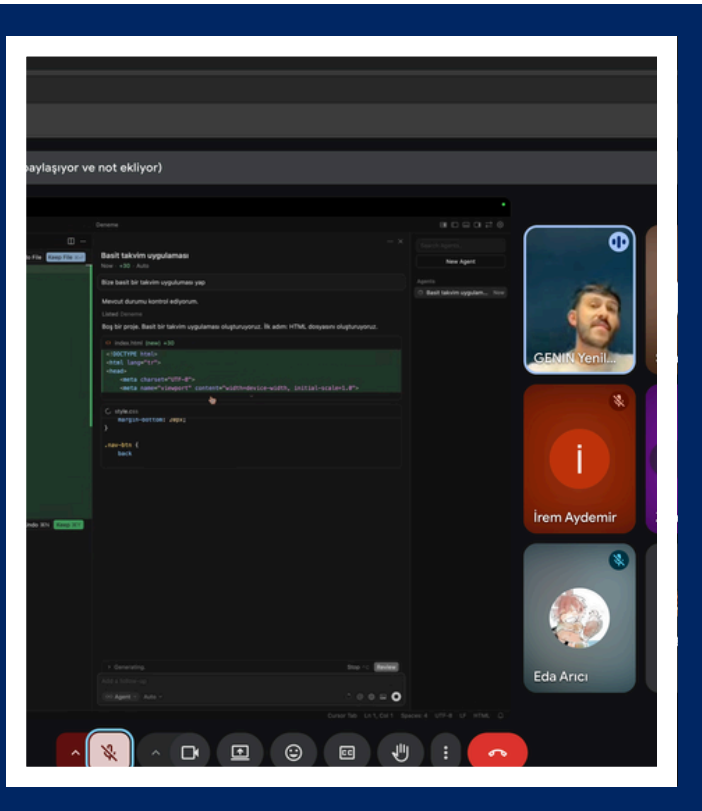 paylaşıyor ve not ekliyor)
Deneme
Keep File
Basit takvim uygulaması
Now · +30 · Auto
Bize basit bir takvim uygulaması yap
Mevcut durumu kontrol ediyorum.
Listed Deneme
Boş bir proje. Basit bir takvim uygulaması oluşturuyoruz. İlk adım: HTML dosyasını oluşturuyoruz.
index.html (new) +30
<!DOCTYPE html>
<html lang="tr">
<head>
<meta charset="UTF-8">
<meta name="viewport" content="width=device-width, initial-scale=1.0">
style.css
margin-bottom: 20px;
}
.nav-btn {
back
Search Agents...
New Agent
Agents
Basit takvim uygulam... Now
Undo
Keep
Generating
Stop
Review
Agent
Auto
Cursor Tab Ln 1, Col 1 Spaces: 4 UTF-8 LF HTML
GENIN Yenil...
İ
İrem Aydemir
Eda Arıcı
CC